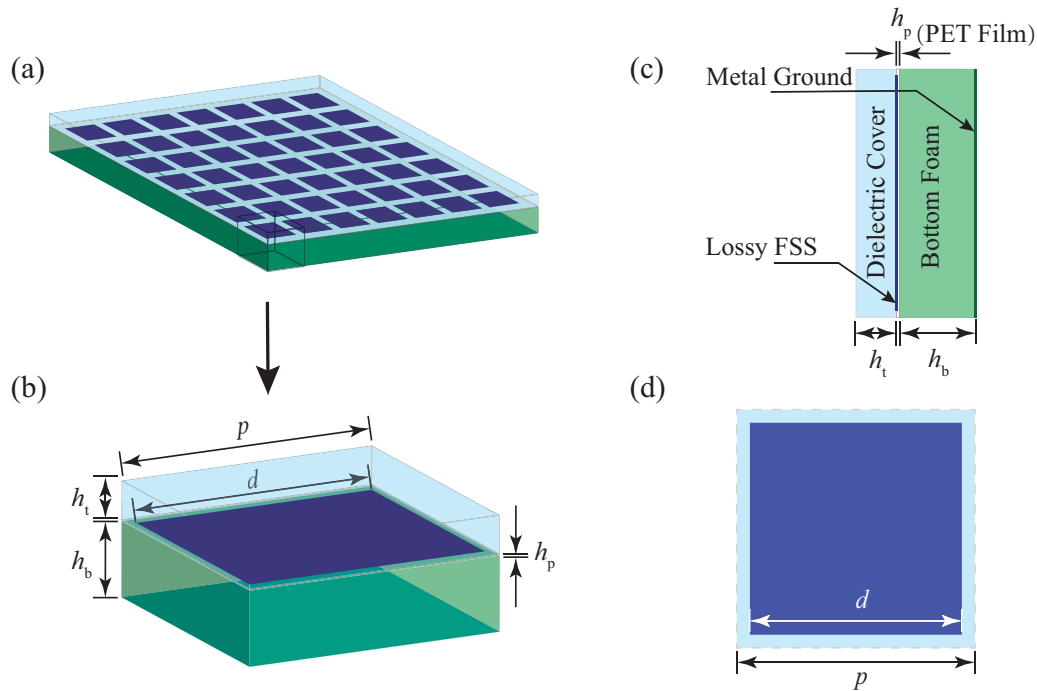 (a)
(b)
p
d
h_t
h_b
h_p
(c)
h_p (PET Film)
Metal Ground
Dielectric Cover
Bottom Foam
Lossy FSS
h_t
h_b
(d)
d
p